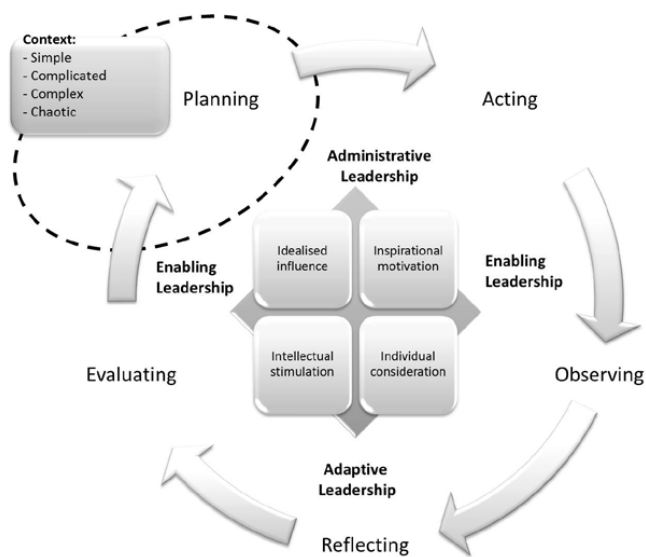 Context:
- Simple
- Complicated
- Complex
- Chaotic
Planning
Acting
Administrative
Leadership
Idealised
influence
Inspirational
motivation
Enabling
Leadership
Enabling
Leadership
Intellectual
stimulation
Individual
consideration
Evaluating
Observing
Adaptive
Leadership
Reflecting